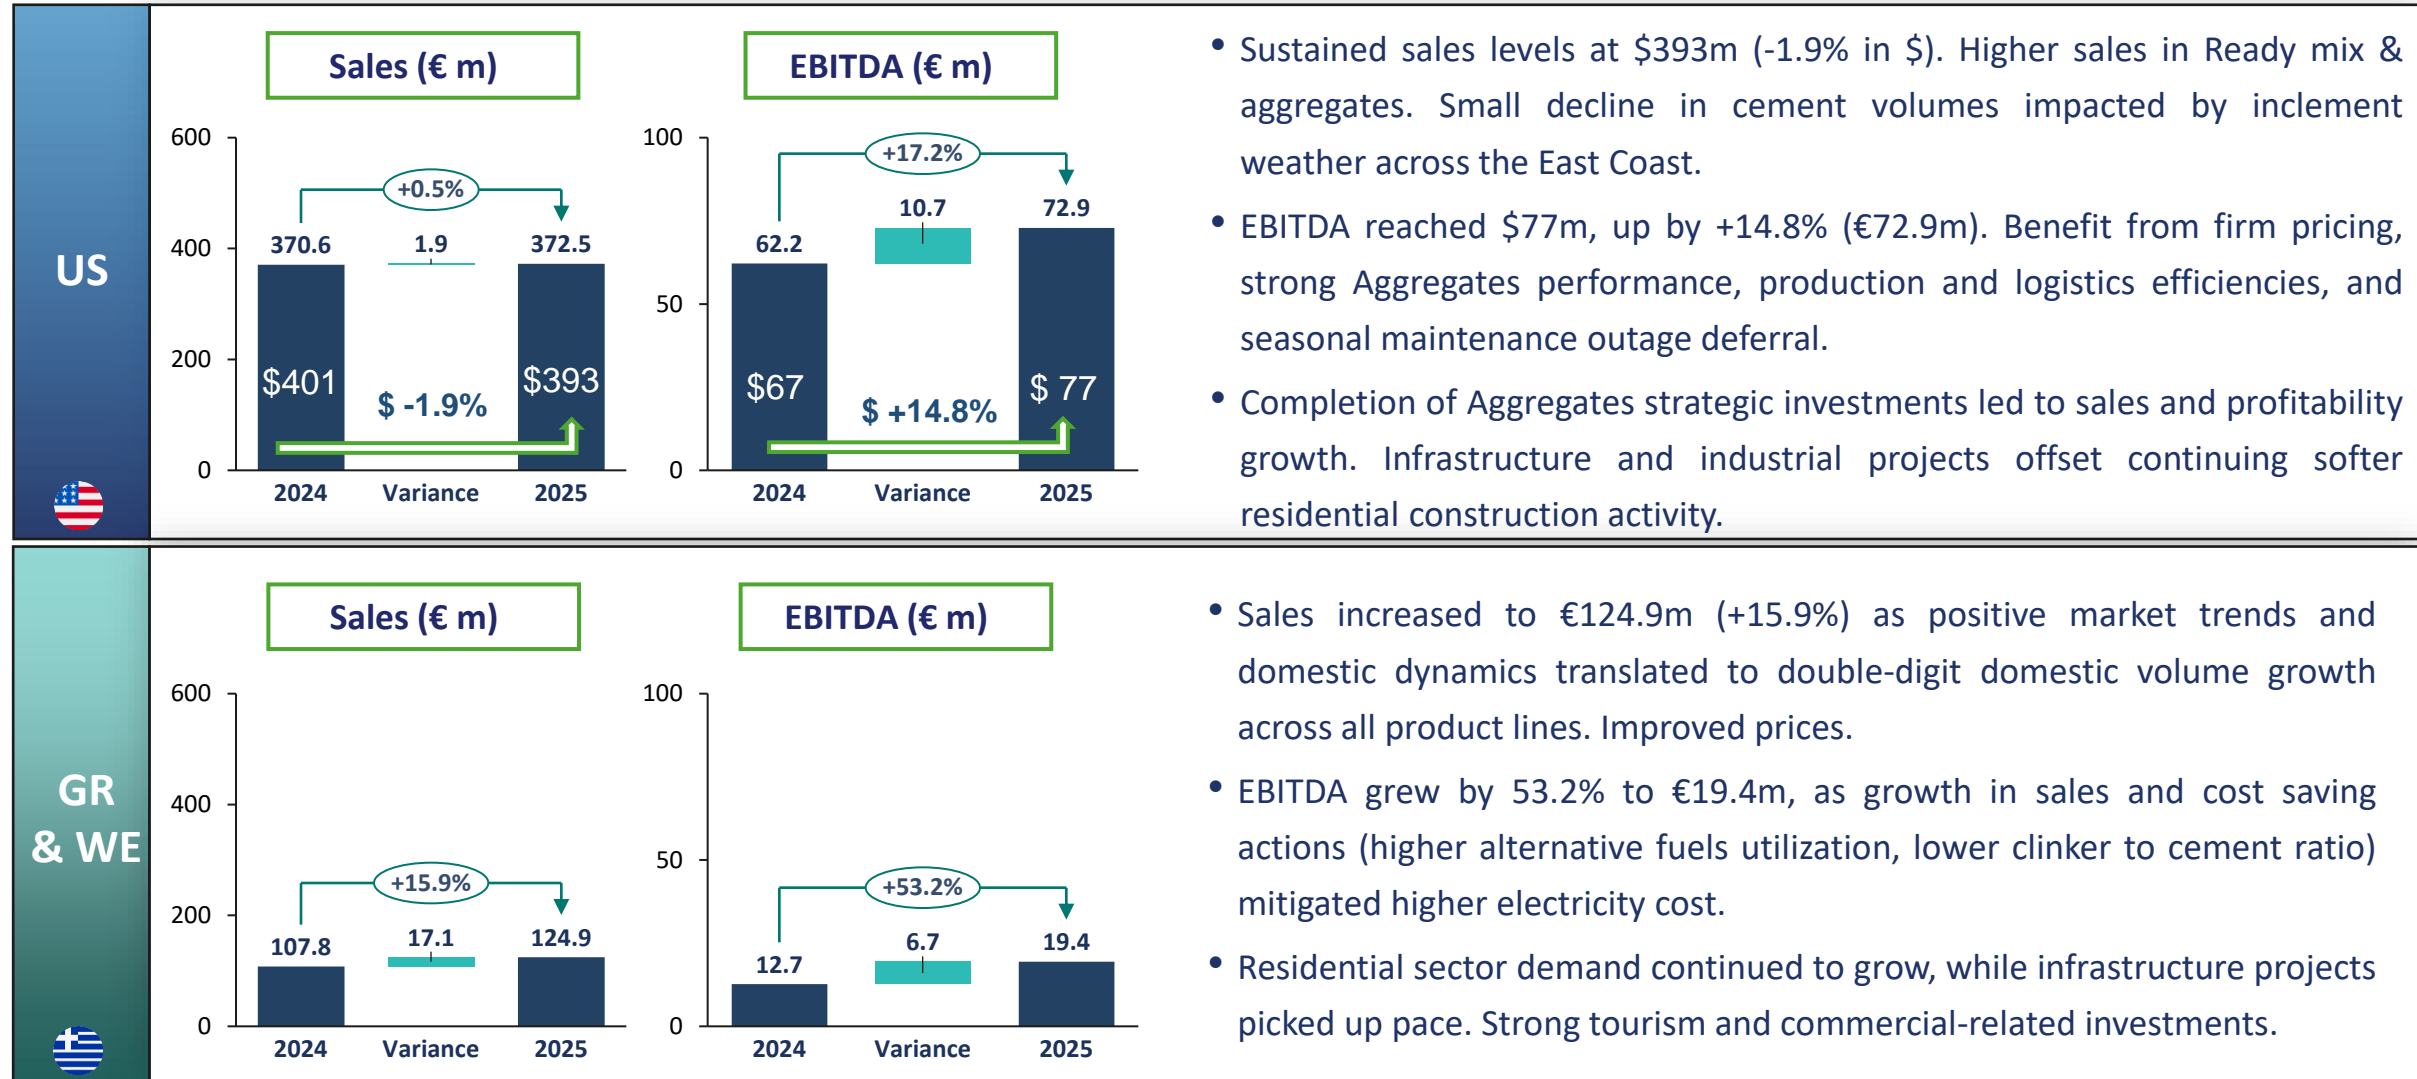 US
Sales (€ m)
600
400
200
0
+0.5%
370.6
1.9
372.5
$401
$ -1.9%
$393
2024
Variance
2025
EBITDA (€ m)
100
50
0
+17.2%
62.2
10.7
72.9
$67
$ +14.8%
$ 77
2024
Variance
2025
• Sustained sales levels at $393m (-1.9% in $). Higher sales in Ready mix &
aggregates. Small decline in cement volumes impacted by inclement
weather across the East Coast.
• EBITDA reached $77m, up by +14.8% (€72.9m). Benefit from firm pricing,
strong Aggregates performance, production and logistics efficiencies, and
seasonal maintenance outage deferral.
• Completion of Aggregates strategic investments led to sales and profitability
growth. Infrastructure and industrial projects offset continuing softer
residential construction activity.
GR
& WE
Sales (€ m)
600
400
200
0
+15.9%
107.8
17.1
124.9
2024
Variance
2025
EBITDA (€ m)
100
50
0
+53.2%
12.7
6.7
19.4
2024
Variance
2025
• Sales increased to €124.9m (+15.9%) as positive market trends and
domestic dynamics translated to double-digit domestic volume growth
across all product lines. Improved prices.
• EBITDA grew by 53.2% to €19.4m, as growth in sales and cost saving
actions (higher alternative fuels utilization, lower clinker to cement ratio)
mitigated higher electricity cost.
• Residential sector demand continued to grow, while infrastructure projects
picked up pace. Strong tourism and commercial-related investments.